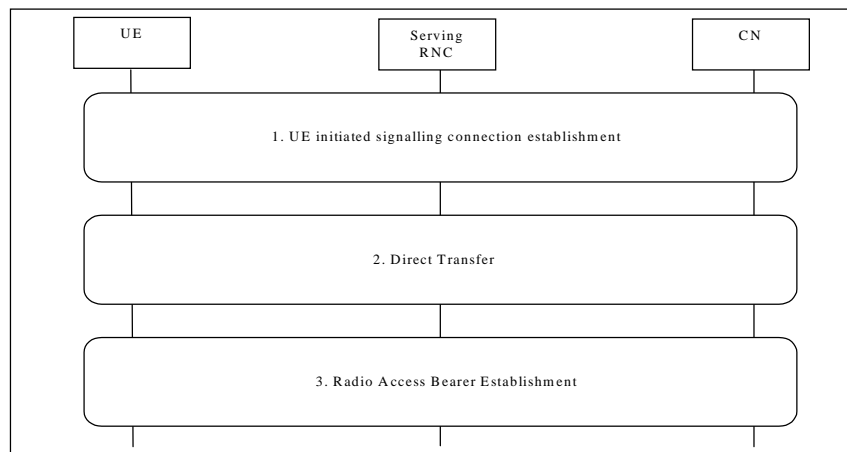 UE
Serving
RNC
CN
1. UE initiated signalling connection establishment
2. Direct Transfer
3. Radio Access Bearer Establishment